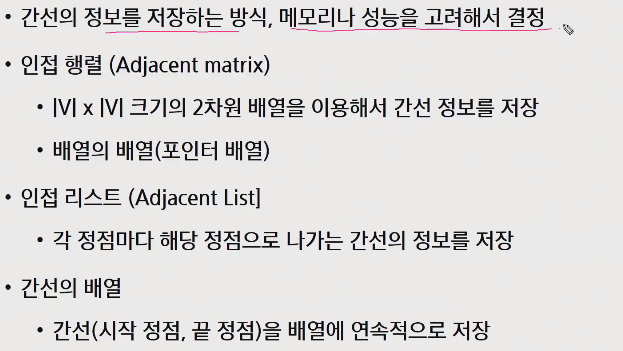 • 간선의 정보를 저장하는 방식, 메모리나 성능을 고려해서 결정
• 인접 행렬 (Adjacent matrix)
• |V| x |V| 크기의 2차원 배열을 이용해서 간선 정보를 저장
• 배열의 배열(포인터 배열)
• 인접 리스트 (Adjacent List]
• 각 정점마다 해당 정점으로 나가는 간선의 정보를 저장
• 간선의 배열
• 간선(시작 정점, 끝 정점)을 배열에 연속적으로 저장